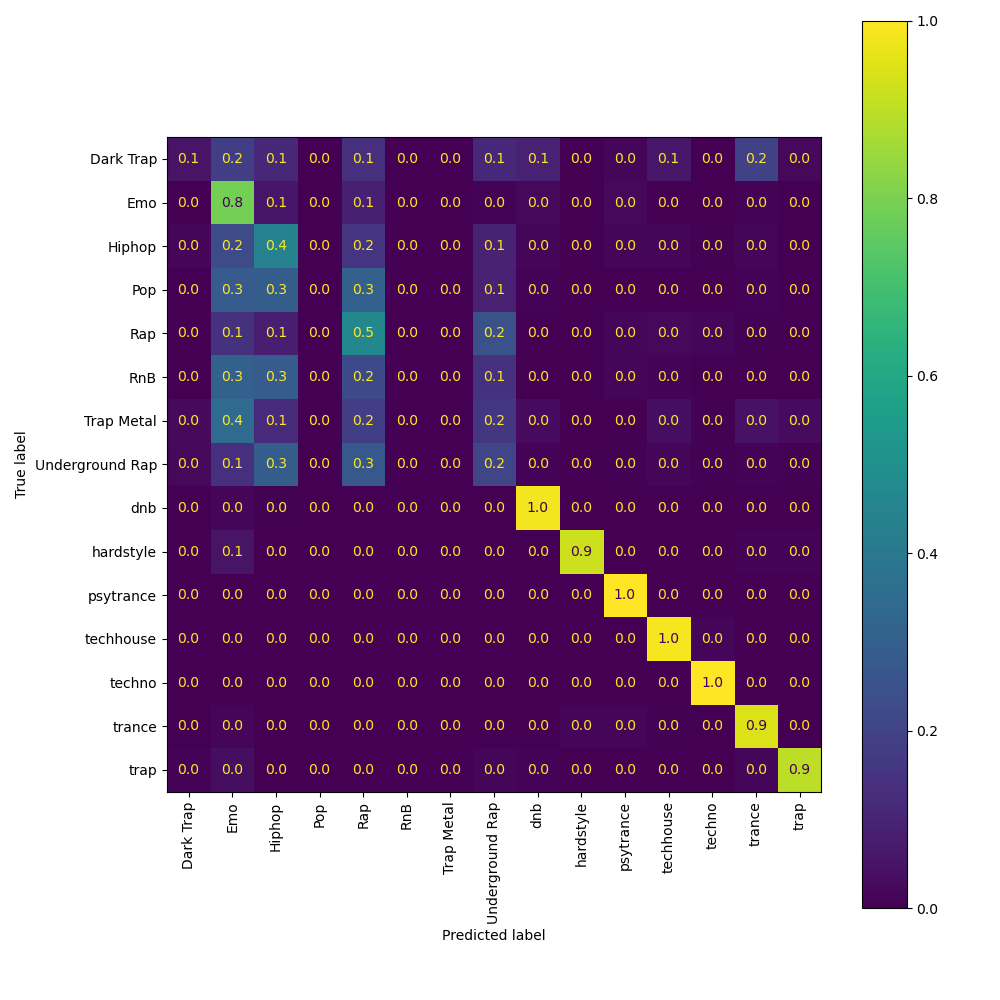 1.0
Dark Trap 0.1 0.2 0.1 0.0 0.1 0.0 0.0 0.1 0.1 0.0 0.0 0.1 0.0 0.2 0.0
Emo 0.0 0.8 0.1 0.0 0.1 0.0 0.0 0.0 0.0 0.0 0.0 0.0 0.0 0.0 0.0
0.8
Hiphop 0.0 0.2 0.4 0.0 0.2 0.0 0.0 0.1 0.0 0.0 0.0 0.0 0.0 0.0 0.0
Pop 0.0 0.3 0.3 0.0 0.3 0.0 0.0 0.1 0.0 0.0 0.0 0.0 0.0 0.0 0.0
Rap 0.0 0.1 0.1 0.0 0.5 0.0 0.0 0.2 0.0 0.0 0.0 0.0 0.0 0.0 0.0
RnB 0.0 0.3 0.3 0.0 0.2 0.0 0.0 0.1 0.0 0.0 0.0 0.0 0.0 0.0 0.0
0.6
Trap Metal 0.0 0.4 0.1 0.0 0.2 0.0 0.0 0.2 0.0 0.0 0.0 0.0 0.0 0.0 0.0
True label
Underground Rap 0.0 0.1 0.3 0.0 0.3 0.0 0.0 0.2 0.0 0.0 0.0 0.0 0.0 0.0 0.0
dnb 0.0 0.0 0.0 0.0 0.0 0.0 0.0 0.0 1.0 0.0 0.0 0.0 0.0 0.0 0.0
hardstyle 0.0 0.1 0.0 0.0 0.0 0.0 0.0 0.0 0.0 0.9 0.0 0.0 0.0 0.0 0.0
0.4
psytrance 0.0 0.0 0.0 0.0 0.0 0.0 0.0 0.0 0.0 0.0 1.0 0.0 0.0 0.0 0.0
techhouse 0.0 0.0 0.0 0.0 0.0 0.0 0.0 0.0 0.0 0.0 0.0 1.0 0.0 0.0 0.0
techno 0.0 0.0 0.0 0.0 0.0 0.0 0.0 0.0 0.0 0.0 0.0 0.0 1.0 0.0 0.0
trance 0.0 0.0 0.0 0.0 0.0 0.0 0.0 0.0 0.0 0.0 0.0 0.0 0.0 0.9 0.0
0.2
trap 0.0 0.0 0.0 0.0 0.0 0.0 0.0 0.0 0.0 0.0 0.0 0.0 0.0 0.0 0.9
Dark Trap
Emo
Hiphop
Pop
Rap
RnB
Trap Metal
Underground Rap
dnb
hardstyle
psytrance
techhouse
techno
trance
trap
0.0
Predicted label